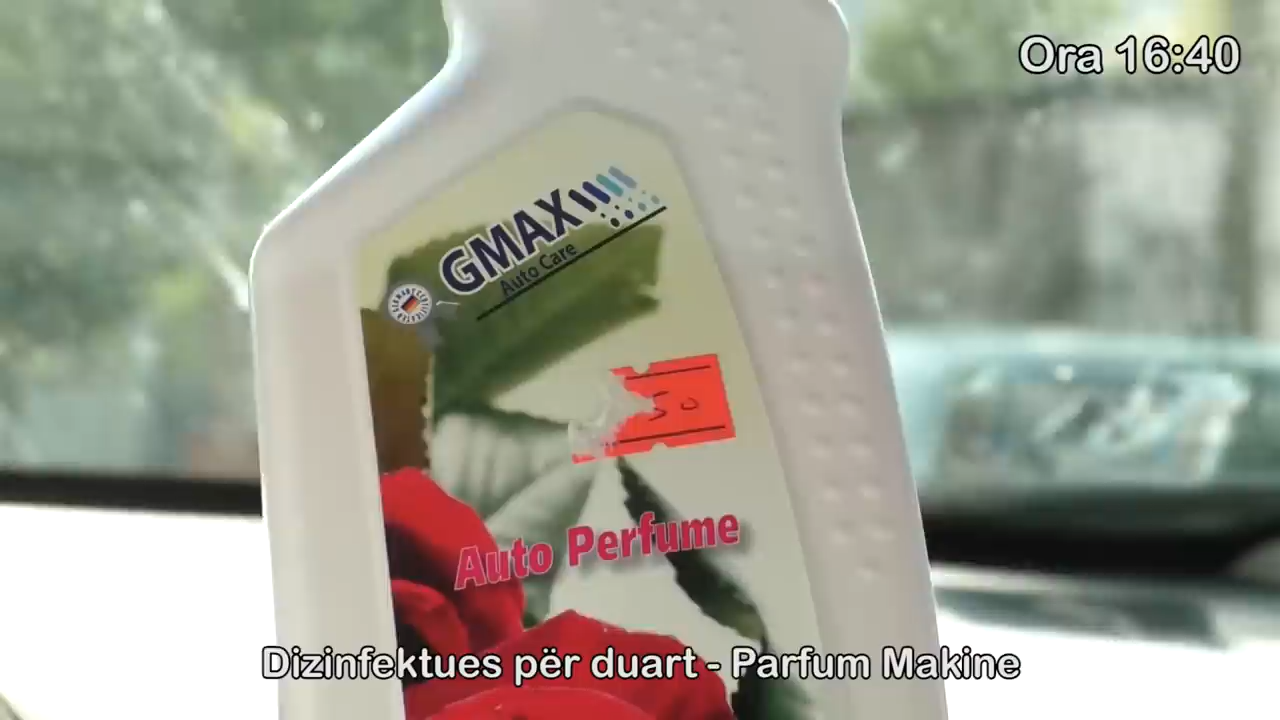 Ora 16:40
GMAX
Auto Care
Auto Perfume
Dizinfektues për duart - Parfum Makine